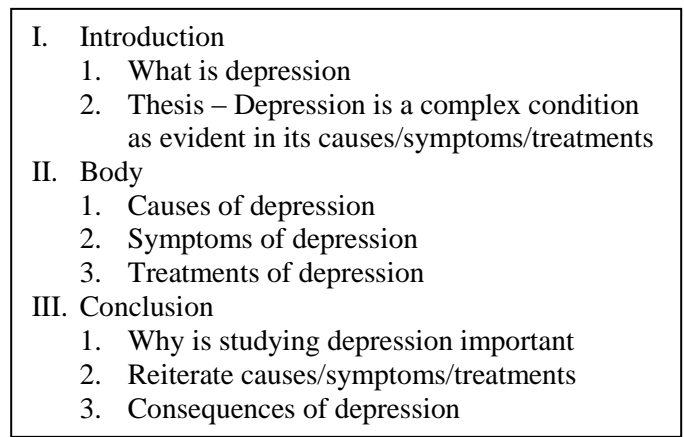 I. Introduction
1. What is depression
2. Thesis – Depression is a complex condition
as evident in its causes/symptoms/treatments
II. Body
1. Causes of depression
2. Symptoms of depression
3. Treatments of depression
III. Conclusion
1. Why is studying depression important
2. Reiterate causes/symptoms/treatments
3. Consequences of depression